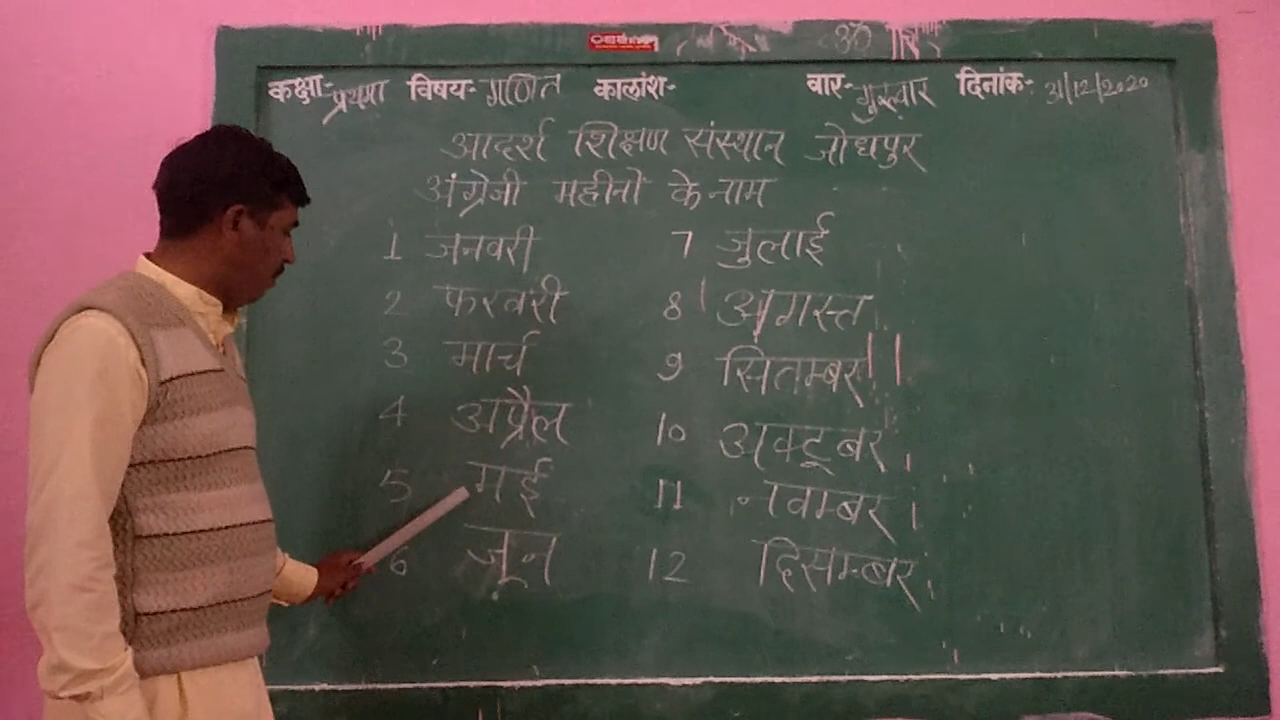 ॐ
कक्षा- प्रथमा विषय- गणित कालांश- वार- गुरुवार दिनांक- 31/12/2020
आदर्श शिक्षण संस्थान जोधपुर
अंग्रेजी महीनों के नाम
1 जनवरी
2 फरवरी
3 मार्च
4 अप्रैल
5 मई
6 जून
7 जुलाई
8 अगस्त
9 सितम्बर
10 अक्टूबर
11 नवम्बर
12 दिसम्बर